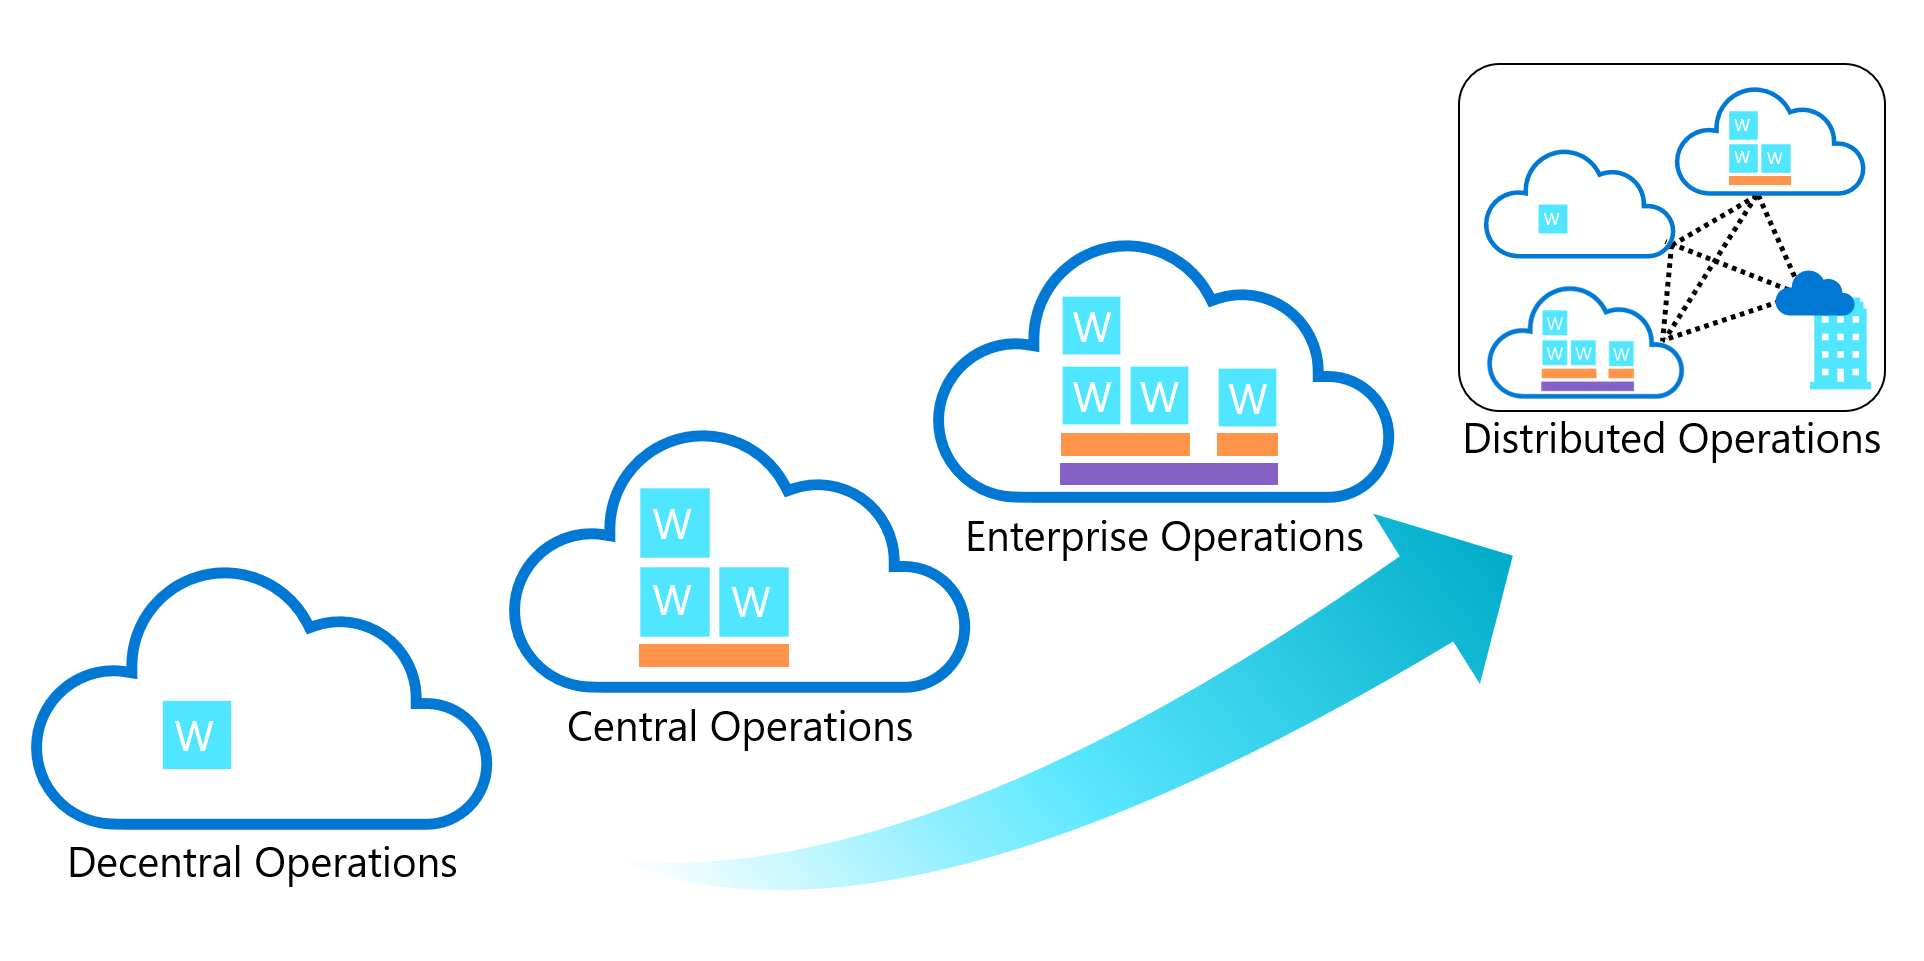 W
Decentral Operations
W
W W
Central Operations
W
W W W
Enterprise Operations
W
W W
W
W
W W W
Distributed Operations